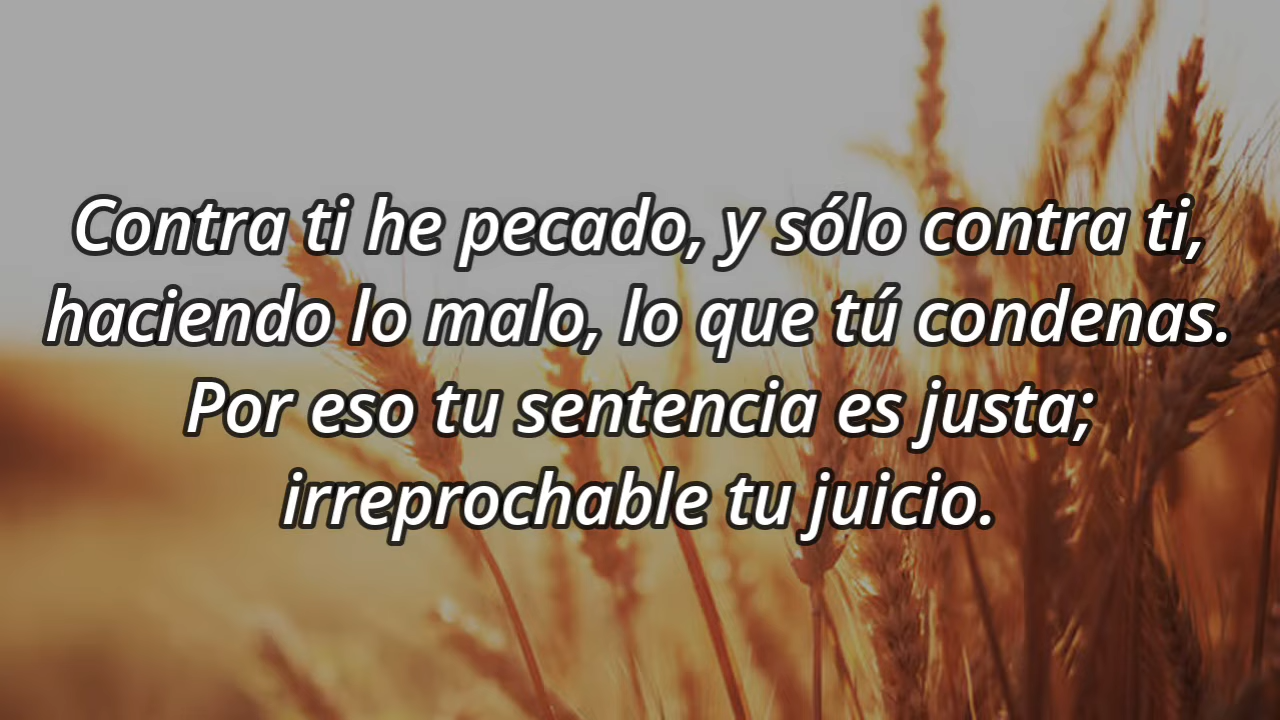 Contra ti he pecado, y sólo contra ti,
haciendo lo malo, lo que tú condenas.
Por eso tu sentencia es justa;
irreprochable tu juicio.